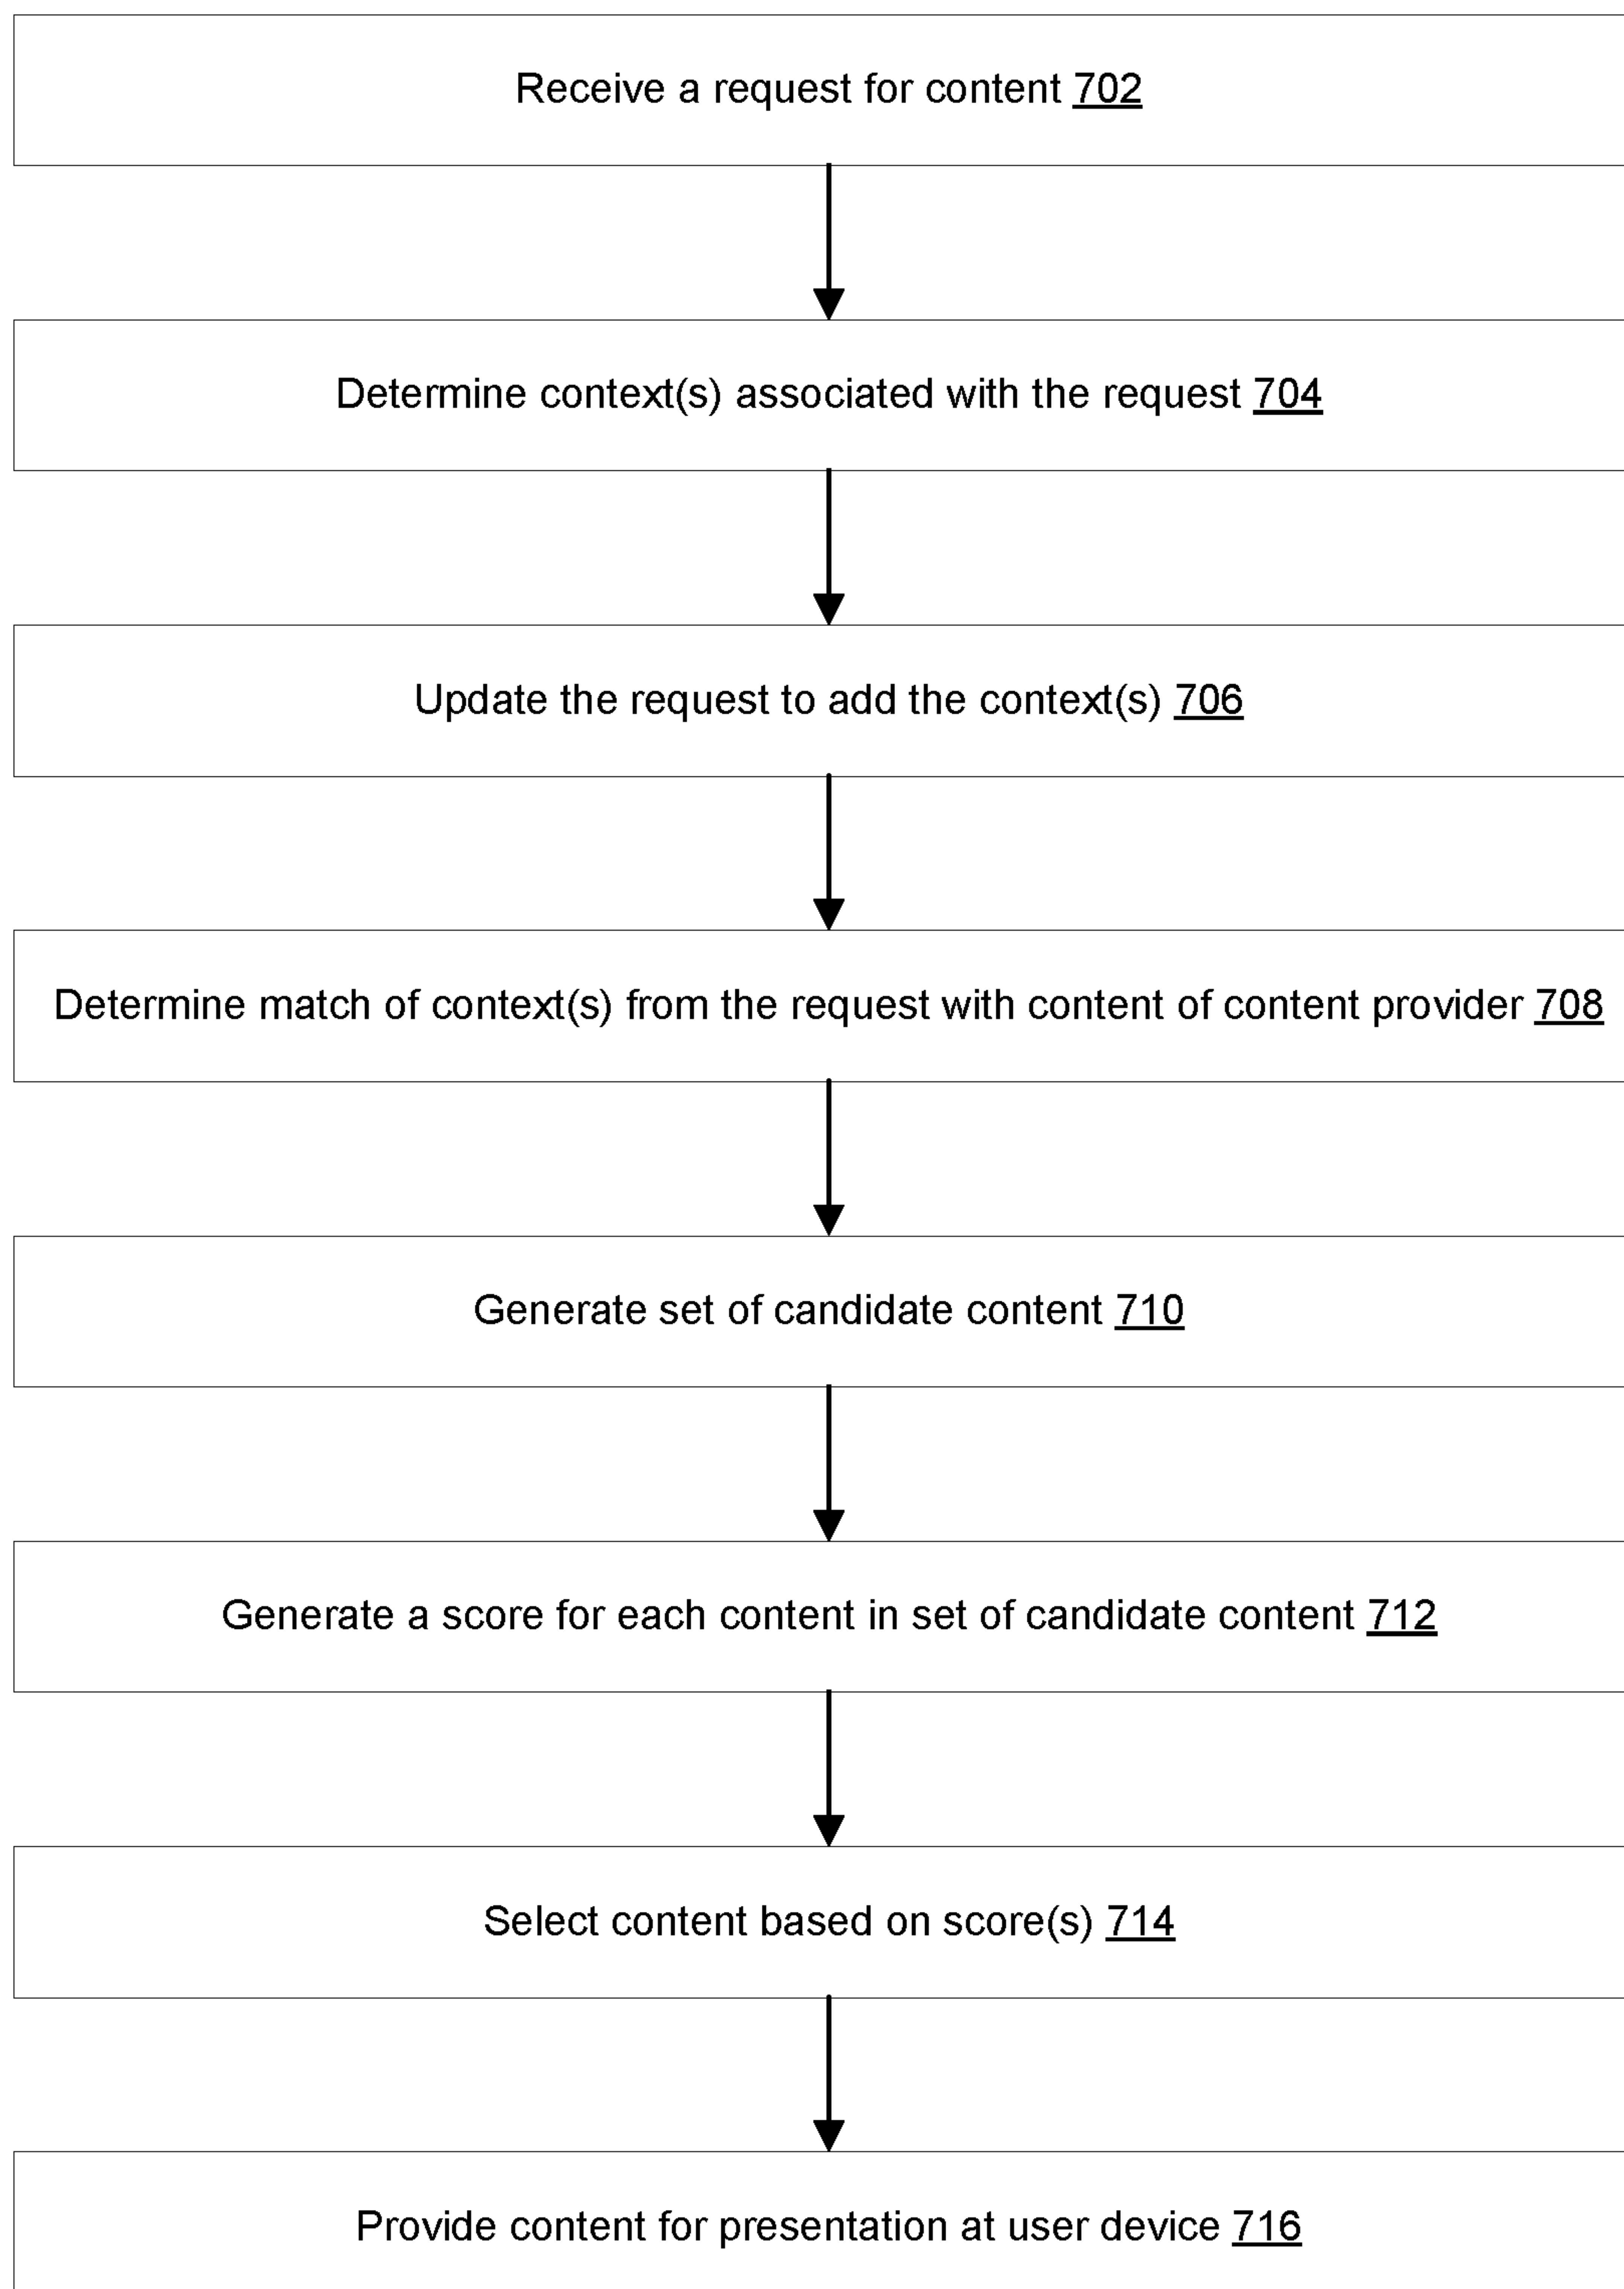 Receive a request for content 702
Determine context(s) associated with the request 704
Update the request to add the context(s) 706
Determine match of context(s) from the request with content of content provider 708
Generate set of candidate content 710
Generate a score for each content in set of candidate content 712
Select content based on score(s) 714
Provide content for presentation at user device 716